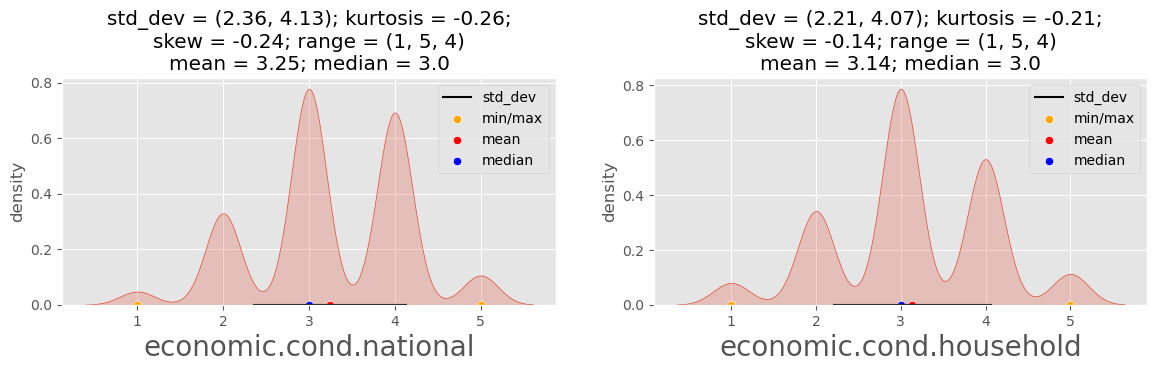 std_dev = (2.36, 4.13); kurtosis = -0.26;
skew = -0.24; range = (1, 5, 4)
mean = 3.25; median = 3.0
0.8
0.6
0.4
0.2
0.0
density
std_dev
min/max
mean
median
1 2 3 4 5
economic.cond.national
std_dev = (2.21, 4.07); kurtosis = -0.21;
skew = -0.14; range = (1, 5, 4)
mean = 3.14; median = 3.0
0.8
0.6
0.4
0.2
0.0
density
std_dev
min/max
mean
median
1 2 3 4 5
economic.cond.household